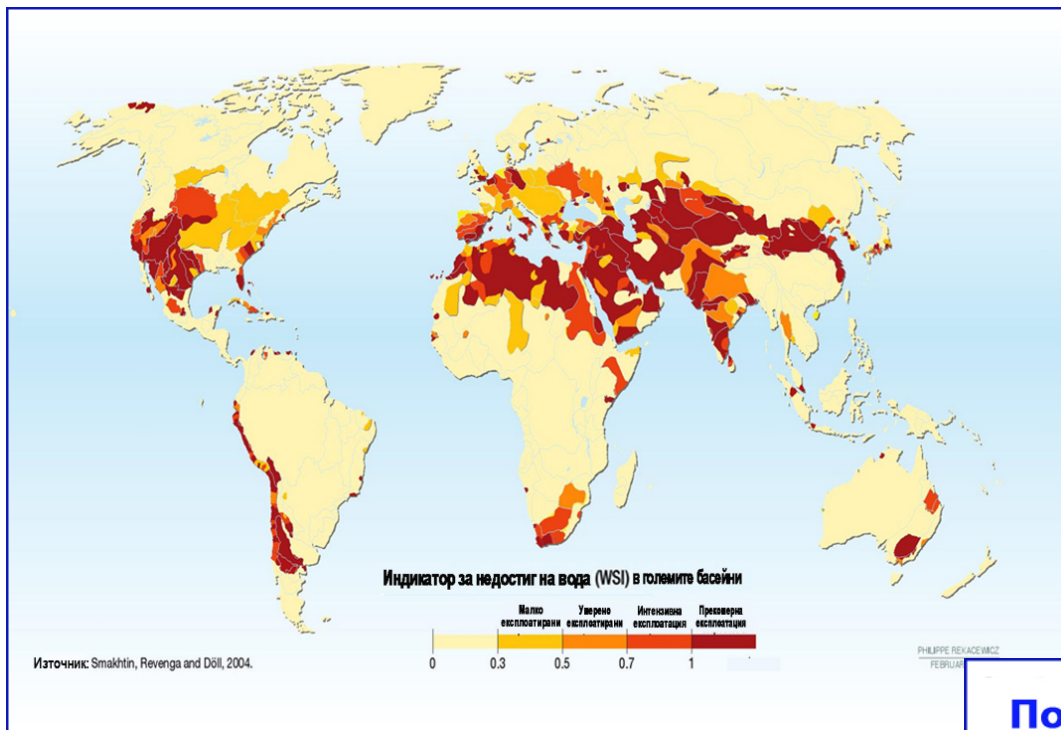 Индикатор за недостиг на вода (WSI) в големите басейни
Малко експлоатирани
Умерено експлоатирани
Интензивна експлоатация
Прекомерна експлоатация
0 0.3 0.5 0.7 1
Източник: Smakhtin, Revenga and Döll, 2004.
PHILIPPE REKACEWICZ
По